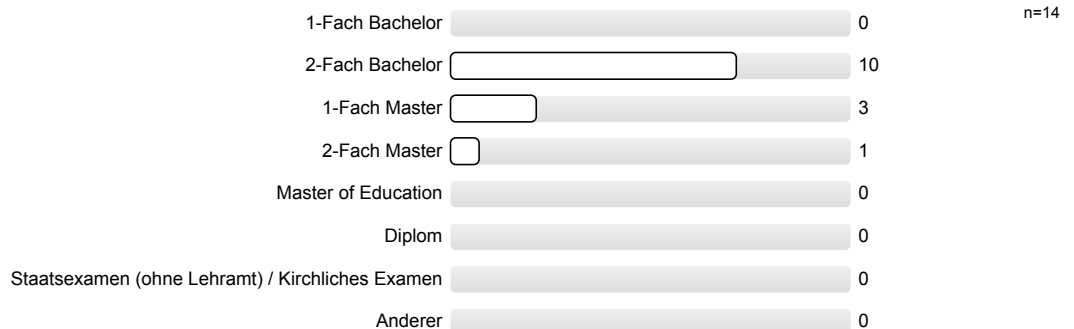 1-Fach Bachelor 0 n=14
2-Fach Bachelor 10
1-Fach Master 3
2-Fach Master 1
Master of Education 0
Diplom 0
Staatsexamen (ohne Lehramt) / Kirchliches Examen 0
Anderer 0